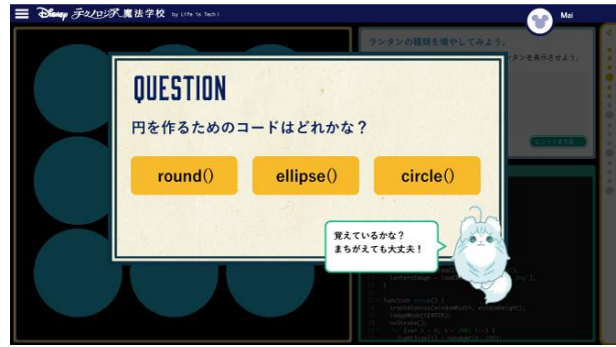 Disney テクノロジア魔法学校 by Life is Tech!
Mai
ランタンの種類を増やしてみよう。
QUESTION
円を作るためのコードはどれかな？
round()
ellipse()
circle()
覚えているかな？
まちがえても大丈夫！
function setup() {
createCanvas(windowWidth, windowHeight);
imageMode(CENTER);
noStroke();